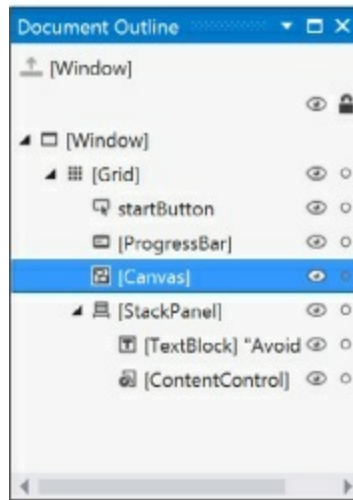 Document Outline
[Window]
[Window]
[Grid]
startButton
[ProgressBar]
[Canvas]
[StackPanel]
[TextBlock] "Avoid
[ContentControl]